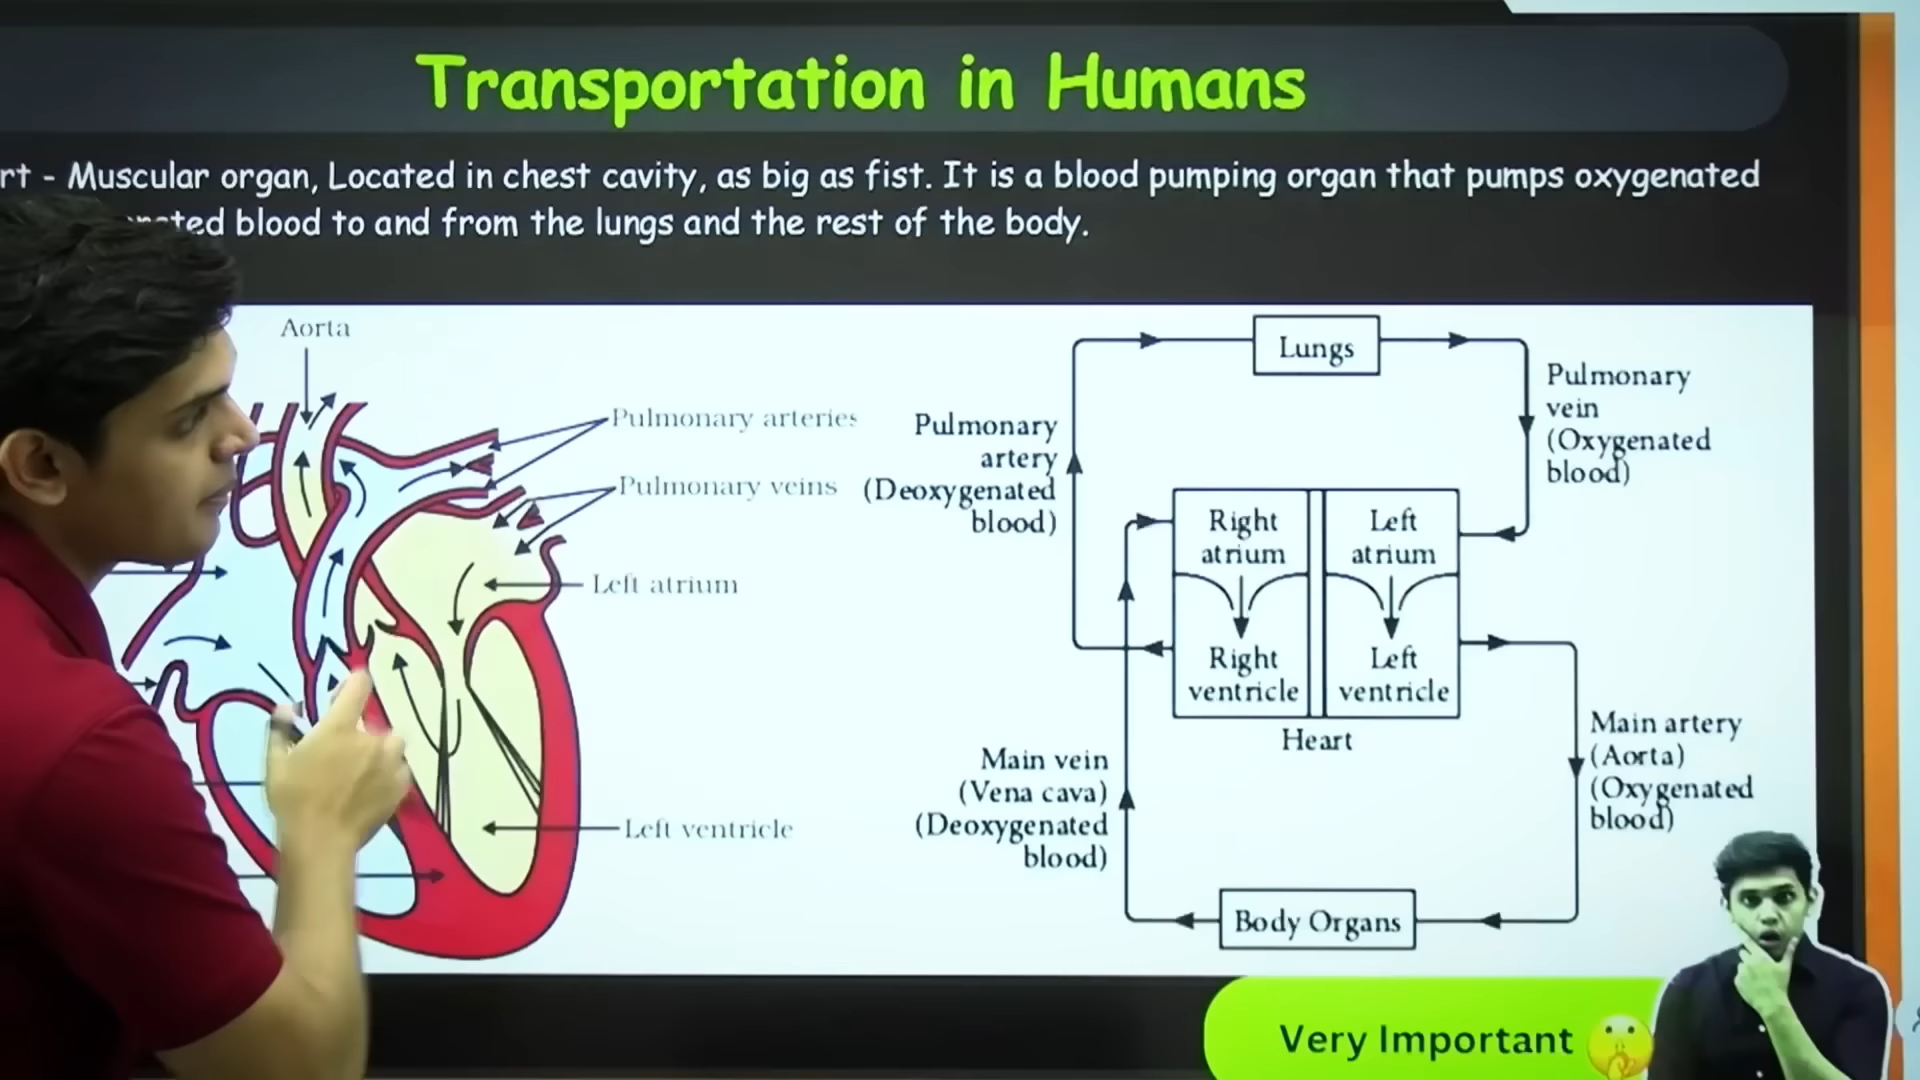 Transportation in Humans
rt - Muscular organ, Located in chest cavity, as big as fist. It is a blood pumping organ that pumps oxygenated
blood to and from the lungs and the rest of the body.
Aorta
Pulmonary arteries
Pulmonary veins
Left atrium
Left ventricle
Lungs
Pulmonary
artery
(Deoxygenated
blood)
Pulmonary
vein
(Oxygenated
blood)
Right
atrium
Left
atrium
Right
ventricle
Left
ventricle
Heart
Main vein
(Vena cava)
(Deoxygenated
blood)
Main artery
(Aorta)
(Oxygenated
blood)
Body Organs
Very Important